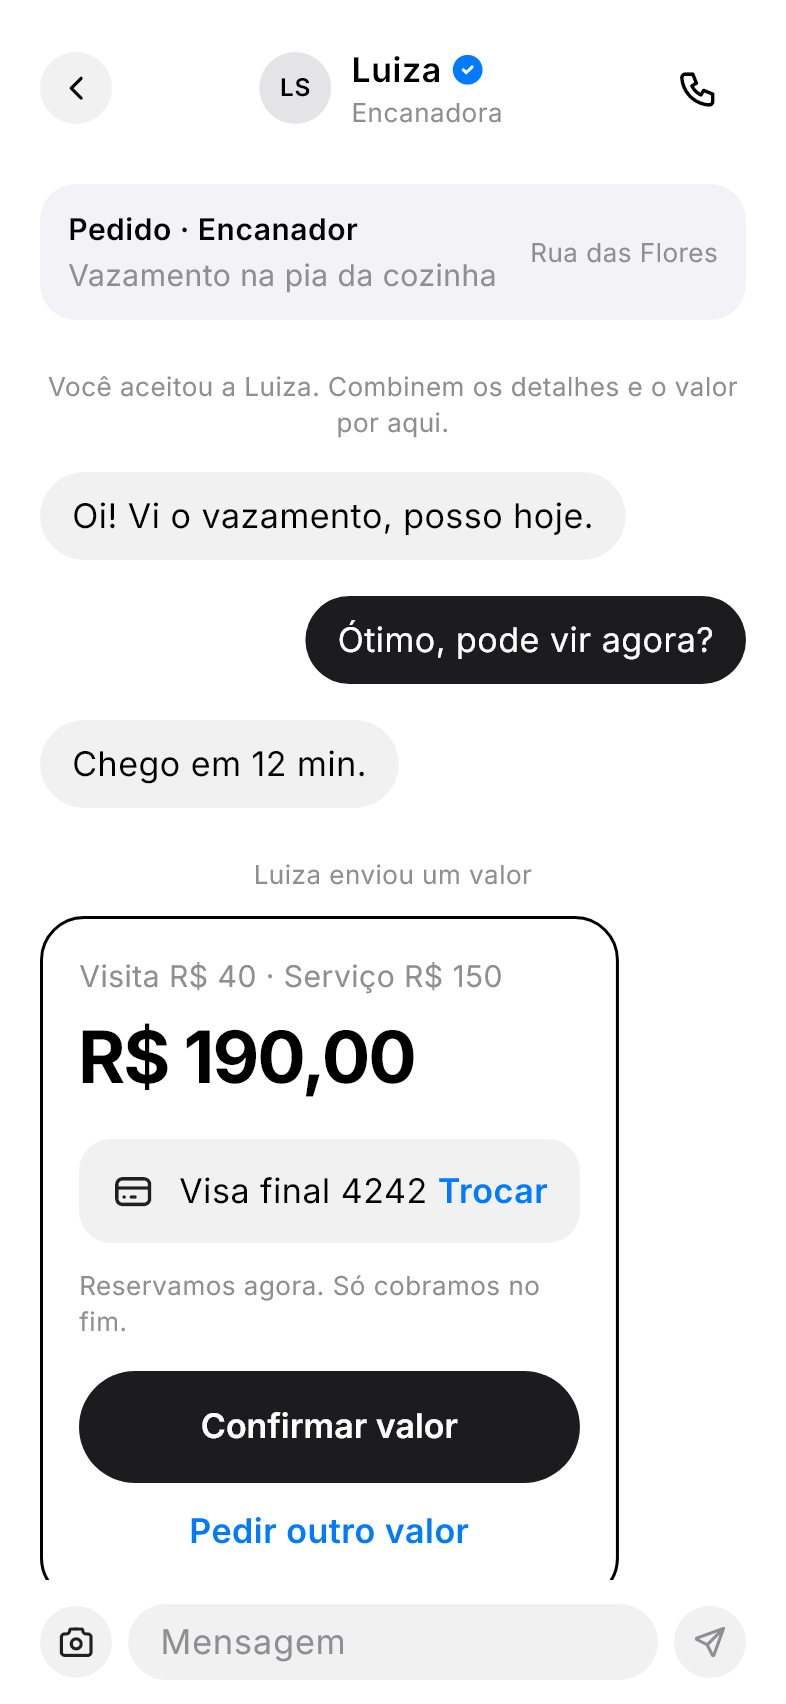 LS
Luiza
Encanadora
Pedido · Encanador
Vazamento na pia da cozinha
Rua das Flores
Você aceitou a Luiza. Combinem os detalhes e o valor
por aqui.
Oi! Vi o vazamento, posso hoje.
Ótimo, pode vir agora?
Chego em 12 min.
Luiza enviou um valor
Visita R$ 40 · Serviço R$ 150
R$ 190,00
Visa final 4242 Trocar
Reservamos agora. Só cobramos no
fim.
Confirmar valor
Pedir outro valor
Mensagem